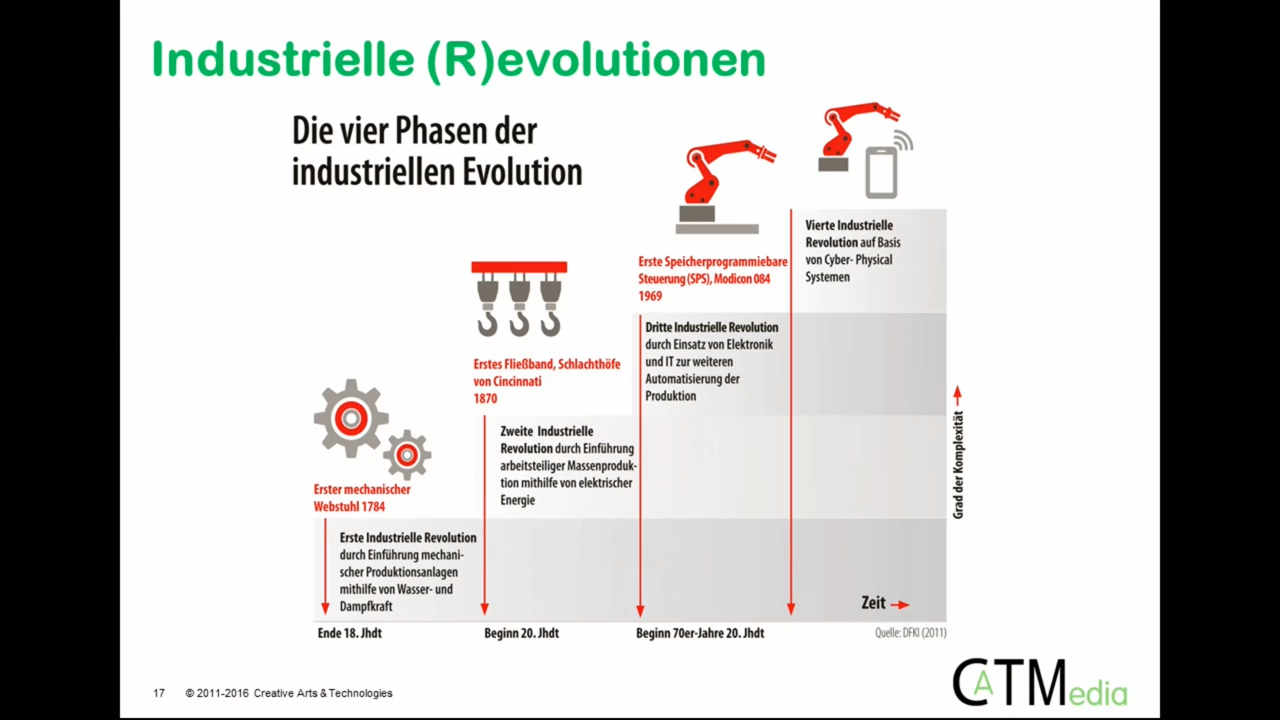 Industrielle (R)evolutionen
Die vier Phasen der
industriellen Evolution
Vierte Industrielle
Revolution auf Basis
von Cyber- Physical
Systemen
Erste Speicherprogrammiebare
Steuerung (SPS), Modicon 084
1969
Dritte Industrielle Revolution
durch Einsatz von Elektronik
und IT zur weiteren
Automatisierung der
Produktion
Erstes Fließband, Schlachthöfe
von Cincinnati
1870
Zweite Industrielle
Revolution durch Einführung
arbeitsteiliger Massenproduk-
tion mithilfe von elektrischer
Energie
Erster mechanischer
Webstuhl 1784
Erste Industrielle Revolution
durch Einführung mechani-
scher Produktionsanlagen
mithilfe von Wasser- und
Dampfkraft
Grad der Komplexität
Zeit
Ende 18. Jhdt
Beginn 20. Jhdt
Beginn 70er-Jahre 20. Jhdt
Quelle: DFKI (2011)
17 © 2011-2016 Creative Arts & Technologies
CATMedia